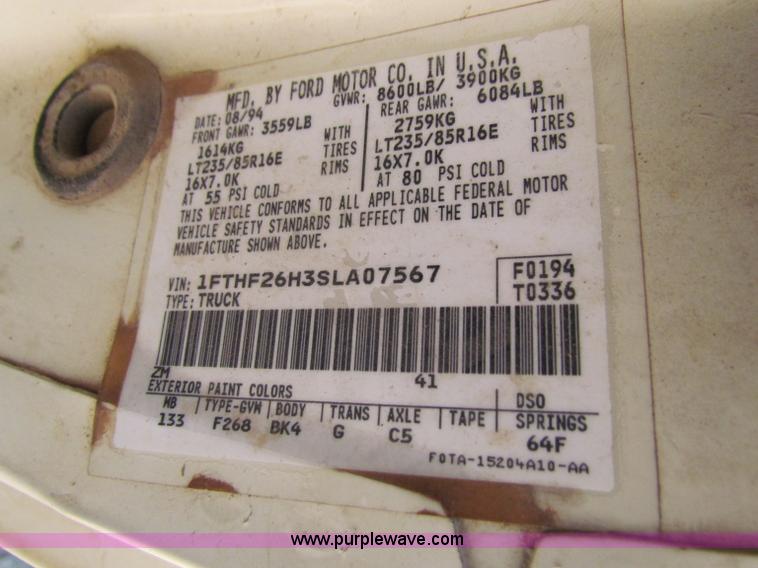 MFD. BY FORD MOTOR CO. IN U.S.A.
DATE: 08/94 GVWR: 8600LB/ 3900KG
FRONT GAWR: 3559LB REAR GAWR: 6084LB
1614KG WITH 2759KG WITH
LT235/85R16E TIRES LT235/85R16E TIRES
16X7.0K RIMS 16X7.0K RIMS
AT 55 PSI COLD AT 80 PSI COLD
THIS VEHICLE CONFORMS TO ALL APPLICABLE FEDERAL MOTOR
VEHICLE SAFETY STANDARDS IN EFFECT ON THE DATE OF
MANUFACTURE SHOWN ABOVE.
VIN: 1FTHF26H3SLA07567 F0194
TYPE: TRUCK T0336
ZM 41
EXTERIOR PAINT COLORS DSO
WB TYPE-GVW BODY TRANS AXLE TAPE SPRINGS
133 F268 BK4 G C5 64F
F0TA-15204A10-AA
www.purplewave.com